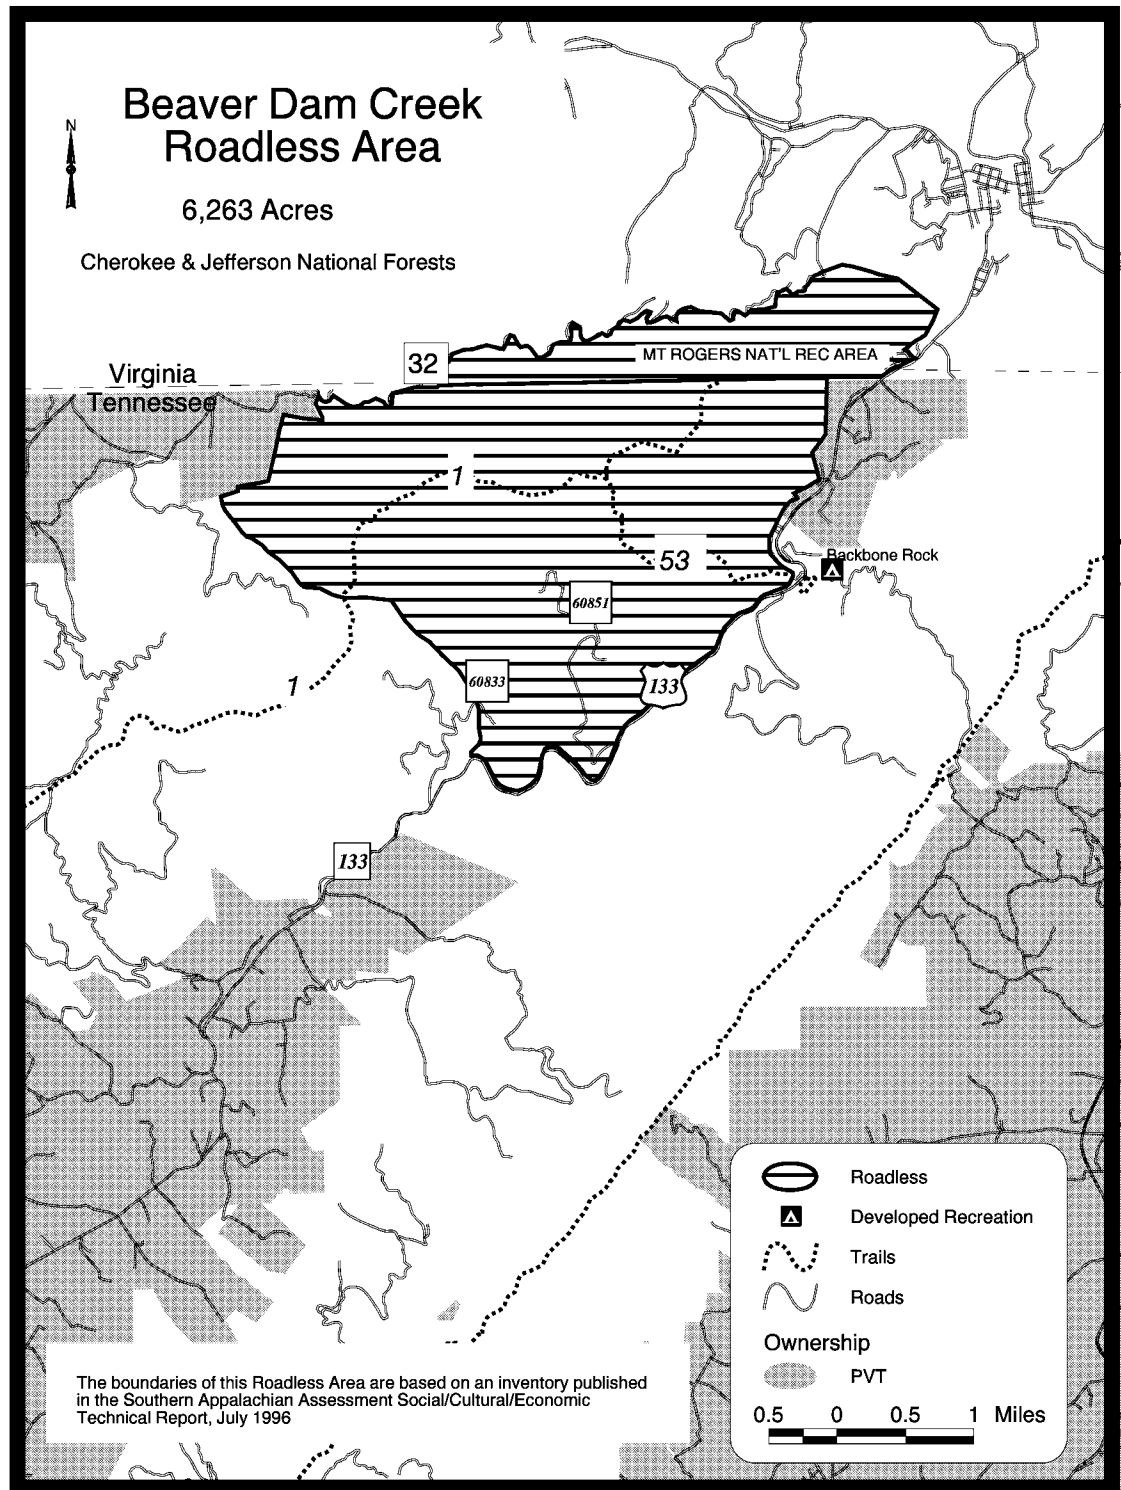 Beaver Dam Creek
Roadless Area
N
6,263 Acres
Cherokee & Jefferson National Forests
MT ROGERS NAT'L REC AREA
32
Virginia
Tennessee
1
53
Backbone Rock
60851
60833
133
1
133
Roadless
Developed Recreation
Trails
Roads
Ownership
PVT
0.5 0 0.5 1 Miles
The boundaries of this Roadless Area are based on an inventory published
in the Southern Appalachian Assessment Social/Cultural/Economic
Technical Report, July 1996